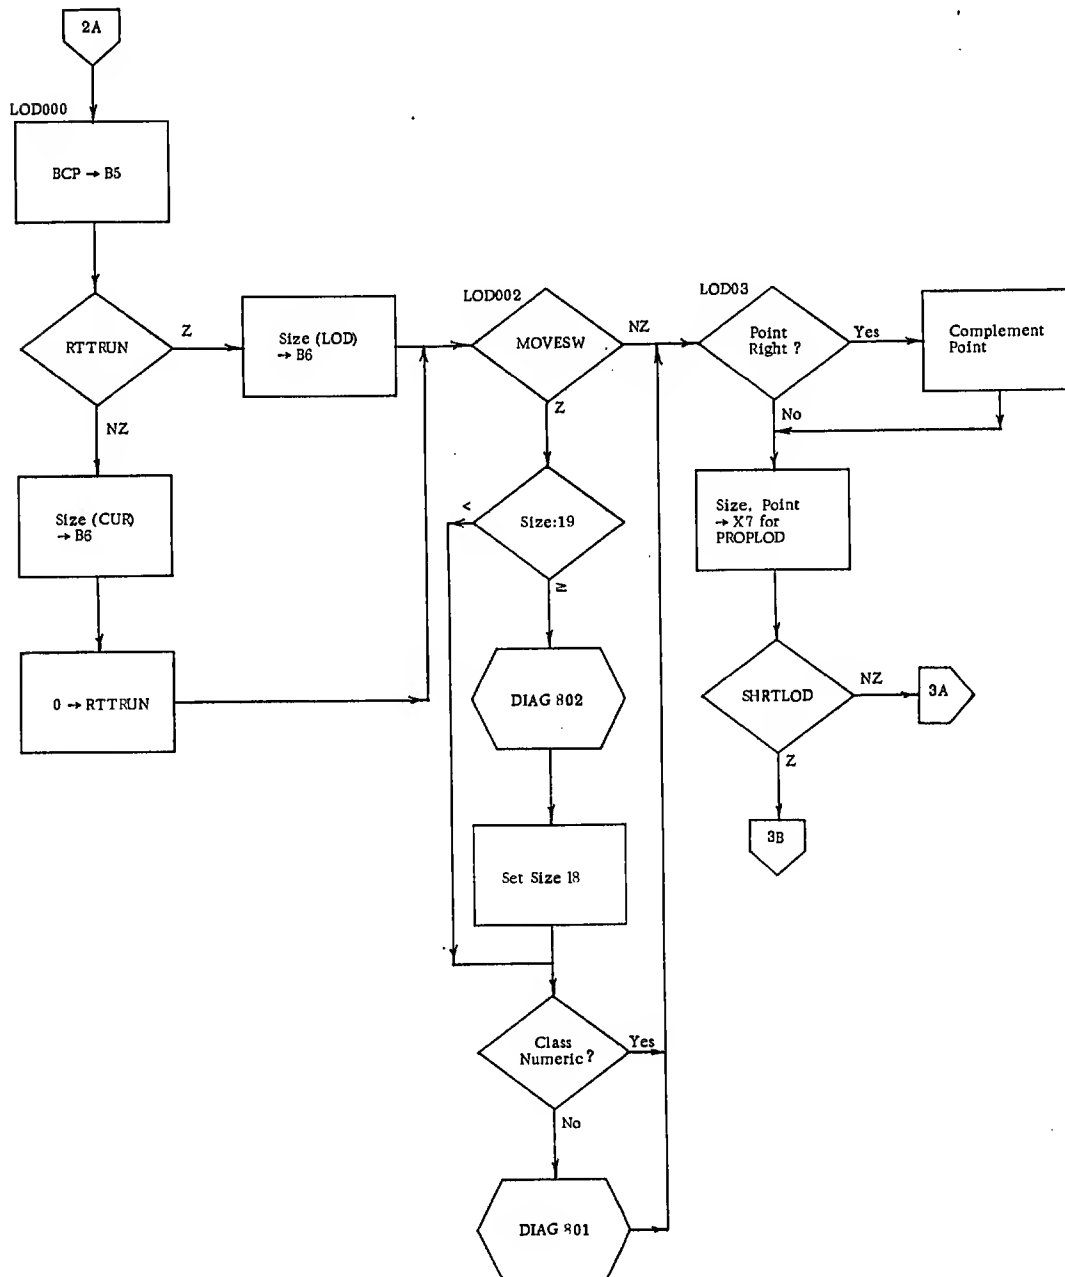 2A
LOD000
BCP → B5
RTTRUN
Z
NZ
Size (LOD)
→ B6
Size (CUR)
→ B6
0 → RTTRUN
LOD002
MOVESW
NZ
Z
Size:19
<
≥
DIAG 802
Set Size 18
Class
Numeric?
Yes
No
DIAG 801
LOD03
Point
Right ?
Yes
No
Complement
Point
Size, Point
→ X7 for
PROPLOD
SHRTLOD
NZ
3A
Z
3B